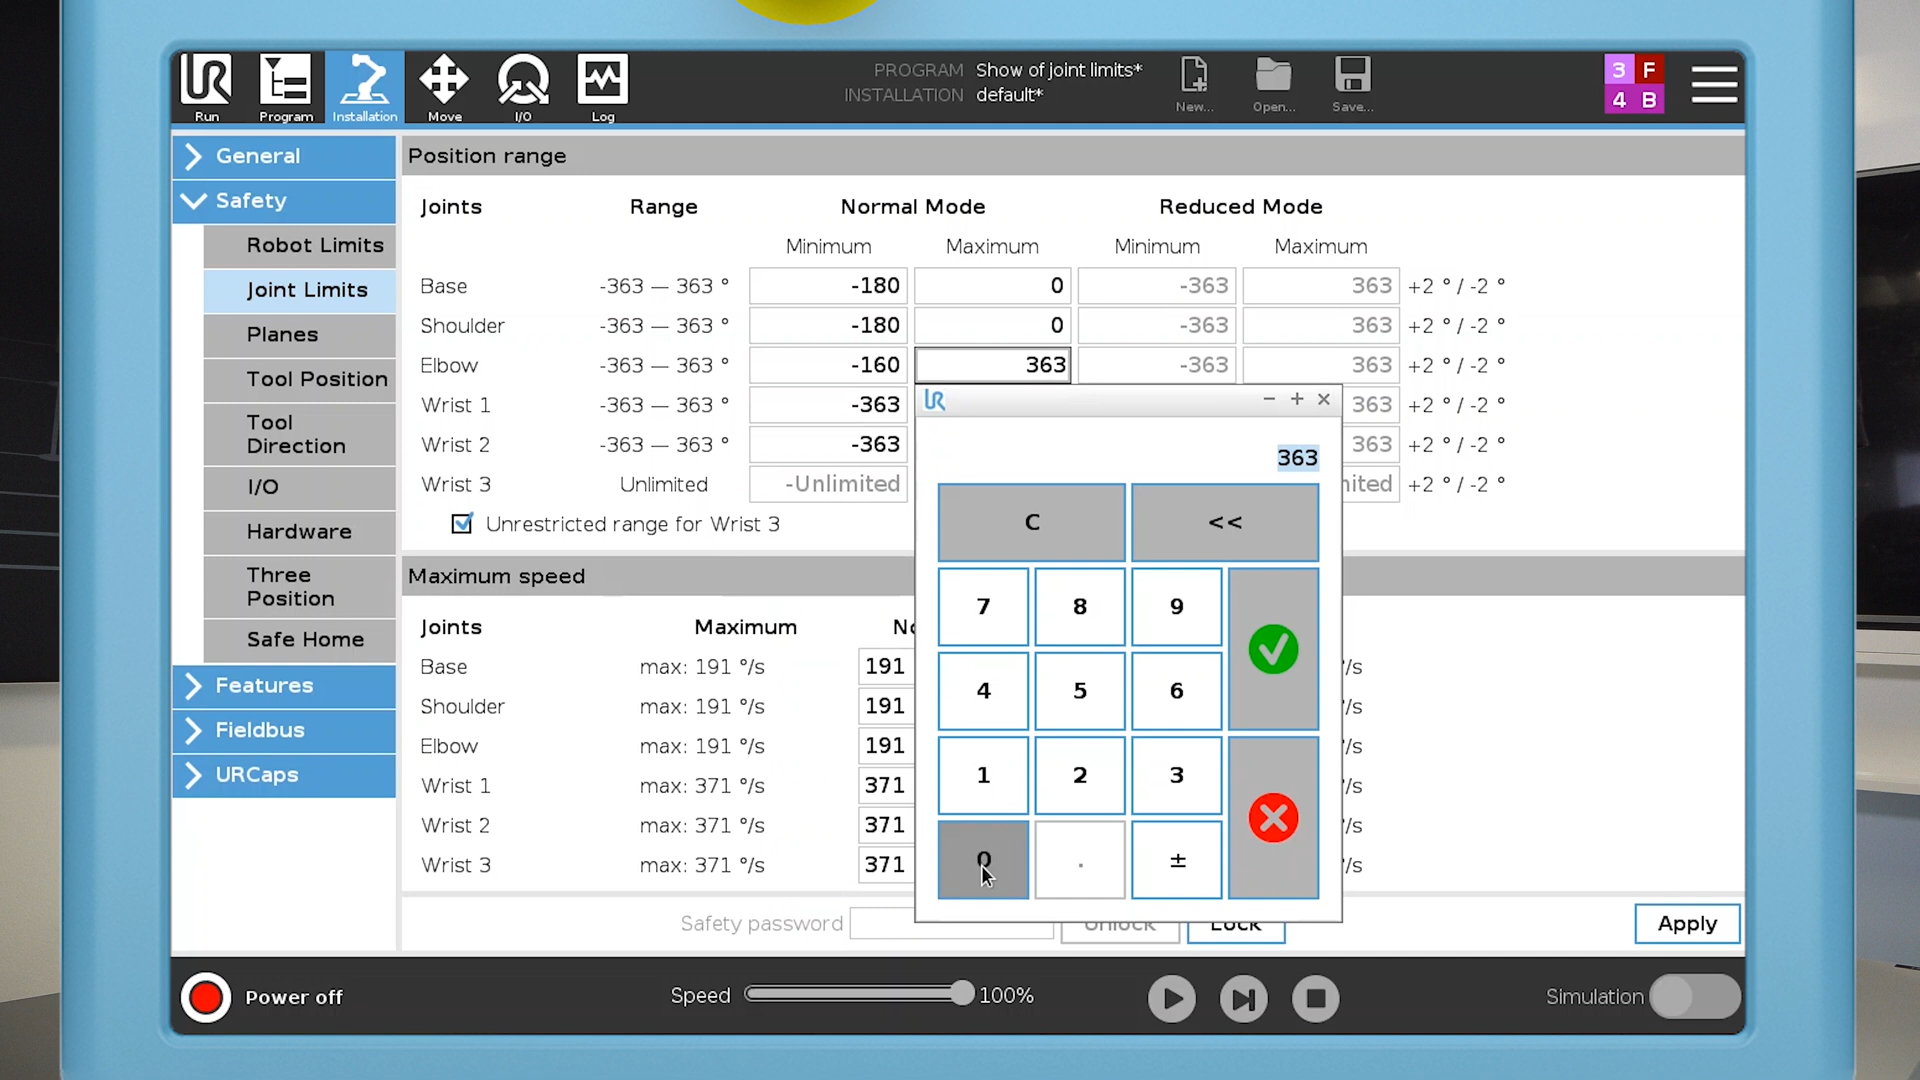 PROGRAM Show of joint limits*
INSTALLATION default*
Run Program Installation Move I/O Log
New... Open... Save...
3 F
4 B
General
Safety
Robot Limits
Joint Limits
Planes
Tool Position
Tool
Direction
I/O
Hardware
Three
Position
Safe Home
Features
Fieldbus
URCaps
Position range
Joints Range Normal Mode Reduced Mode
Minimum Maximum Minimum Maximum
Base -363 — 363 ° -180 0 -363 363 +2 ° / -2 °
Shoulder -363 — 363 ° -180 0 -363 363 +2 ° / -2 °
Elbow -363 — 363 ° -160 363 -363 363 +2 ° / -2 °
Wrist 1 -363 — 363 ° -363 363 +2 ° / -2 °
Wrist 2 -363 — 363 ° -363 363 +2 ° / -2 °
Wrist 3 Unlimited -Unlimited nited +2 ° / -2 °
Unrestricted range for Wrist 3
UR
363
C <<
7 8 9
4 5 6
1 2 3
0 . ±
Maximum speed
Joints Maximum No
Base max: 191 °/s 191 /s
Shoulder max: 191 °/s 191 /s
Elbow max: 191 °/s 191 /s
Wrist 1 max: 371 °/s 371 /s
Wrist 2 max: 371 °/s 371 /s
Wrist 3 max: 371 °/s 371 /s
Safety password Unlock Lock Apply
Power off Speed 100% Simulation